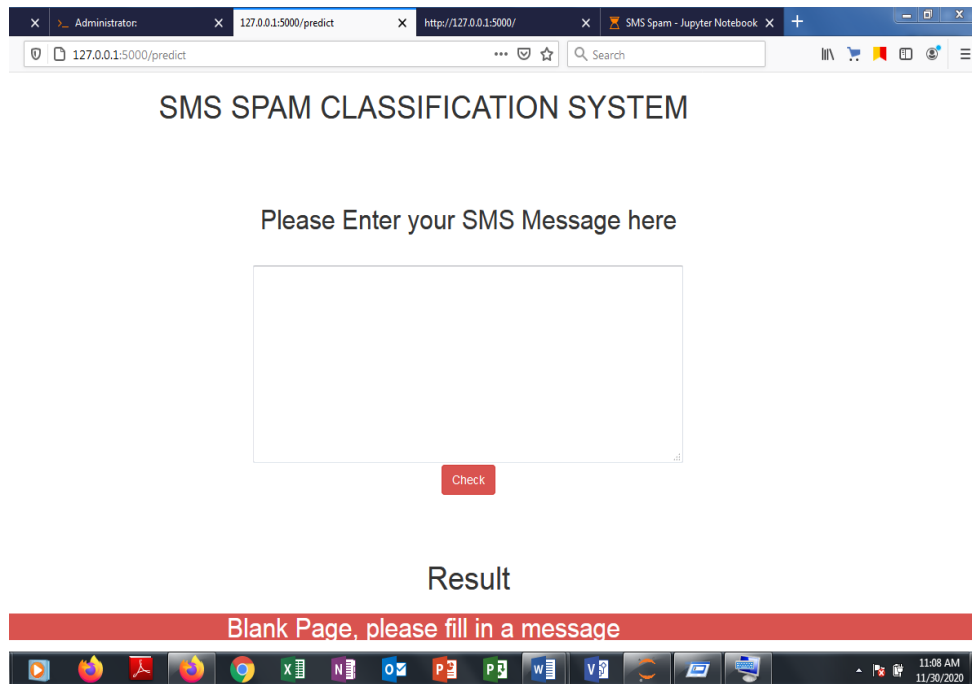 Administrator:
127.0.0.1:5000/predict
http://127.0.0.1:5000/
SMS Spam - Jupyter Notebook
127.0.0.1:5000/predict
Search
SMS SPAM CLASSIFICATION SYSTEM
Please Enter your SMS Message here
Check
Result
Blank Page, please fill in a message
11:08 AM
11/30/2020